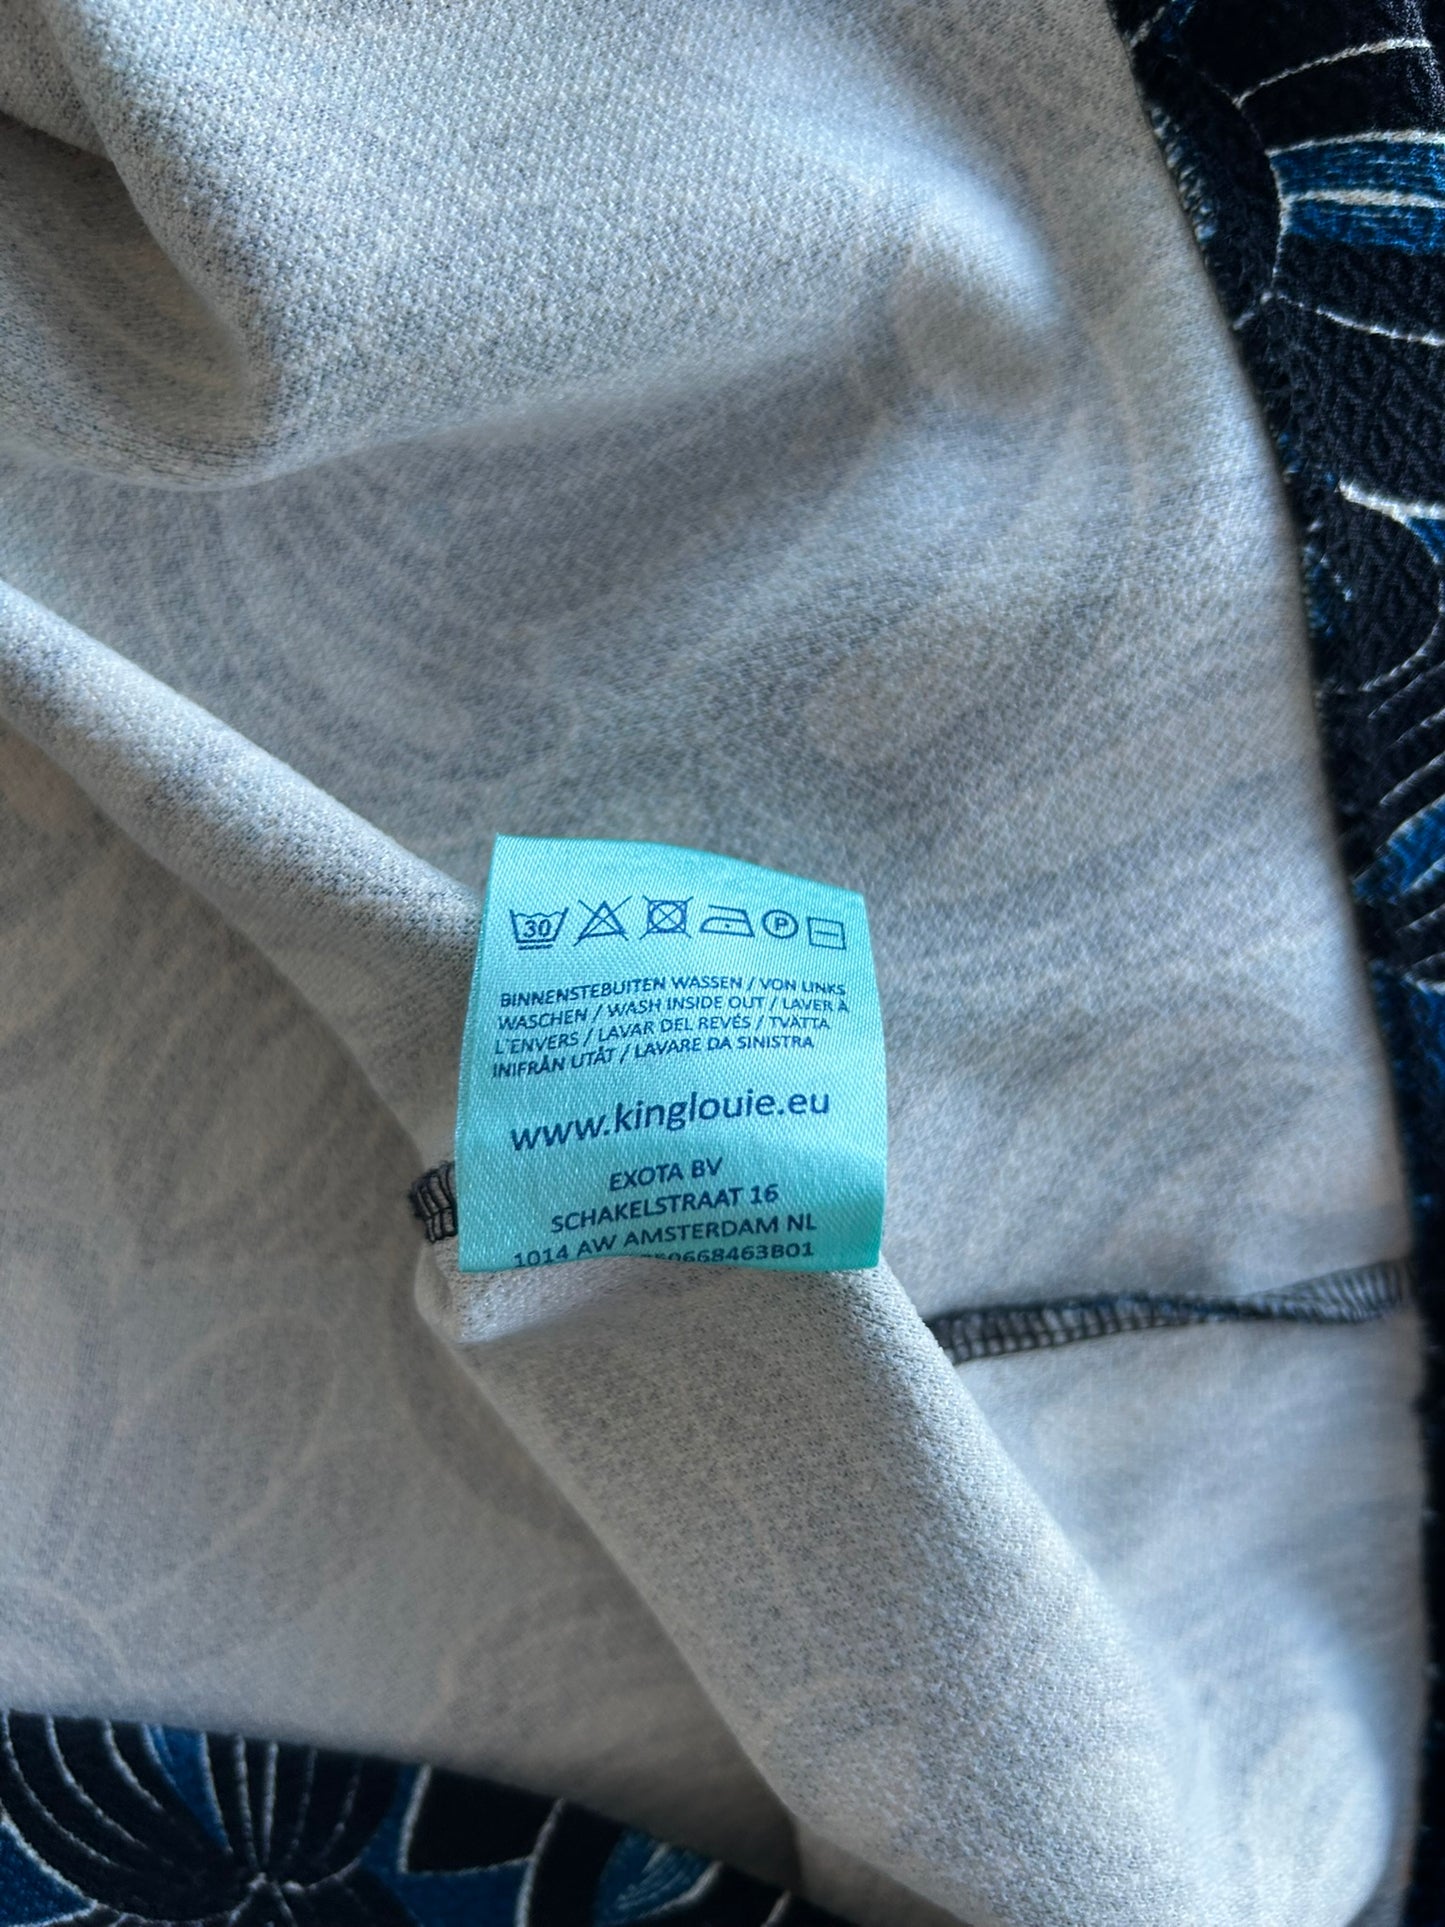 30
P
BINNENSTEBUITEN WASSEN / VON LINKS
WASCHEN / WASH INSIDE OUT / LAVER À
L'ENVERS / LAVAR DEL REVÉS / TVÄTTA
INIFRÅN UTÅT / LAVARE DA SINISTRA
www.kinglouie.eu
EXOTA BV
SCHAKELSTRAAT 16
1014 AW AMSTERDAM NL